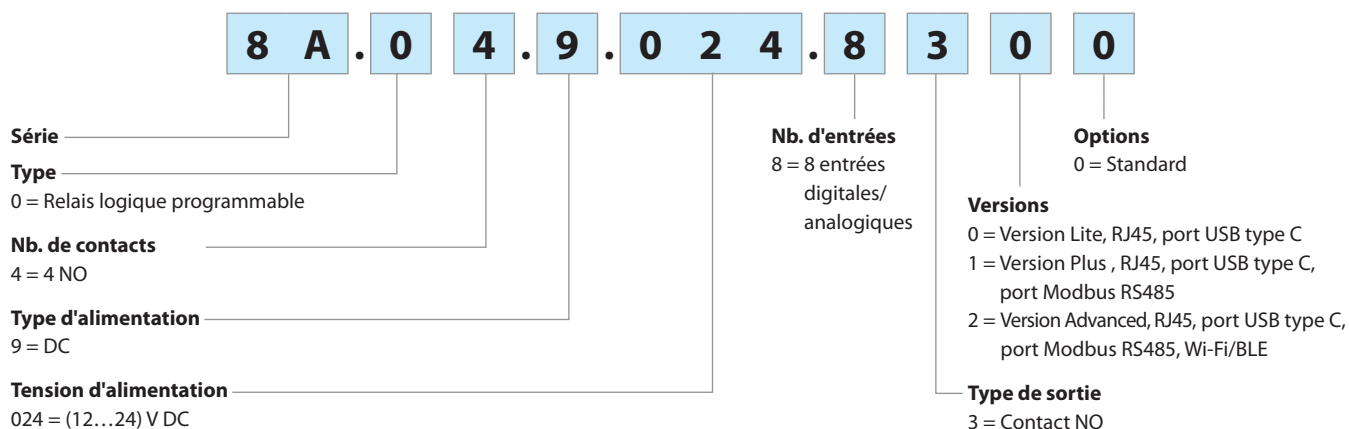 8 A . 0 4 . 9 . 0 2 4 . 8 3 0 0
Série
Type
0 = Relais logique programmable
Nb. de contacts
4 = 4 NO
Type d'alimentation
9 = DC
Tension d'alimentation
024 = (12…24) V DC
Nb. d'entrées
8 = 8 entrées
digitales/
analogiques
Options
0 = Standard
Versions
0 = Version Lite, RJ45, port USB type C
1 = Version Plus , RJ45, port USB type C,
port Modbus RS485
2 = Version Advanced, RJ45, port USB type C,
port Modbus RS485, Wi-Fi/BLE
Type de sortie
3 = Contact NO